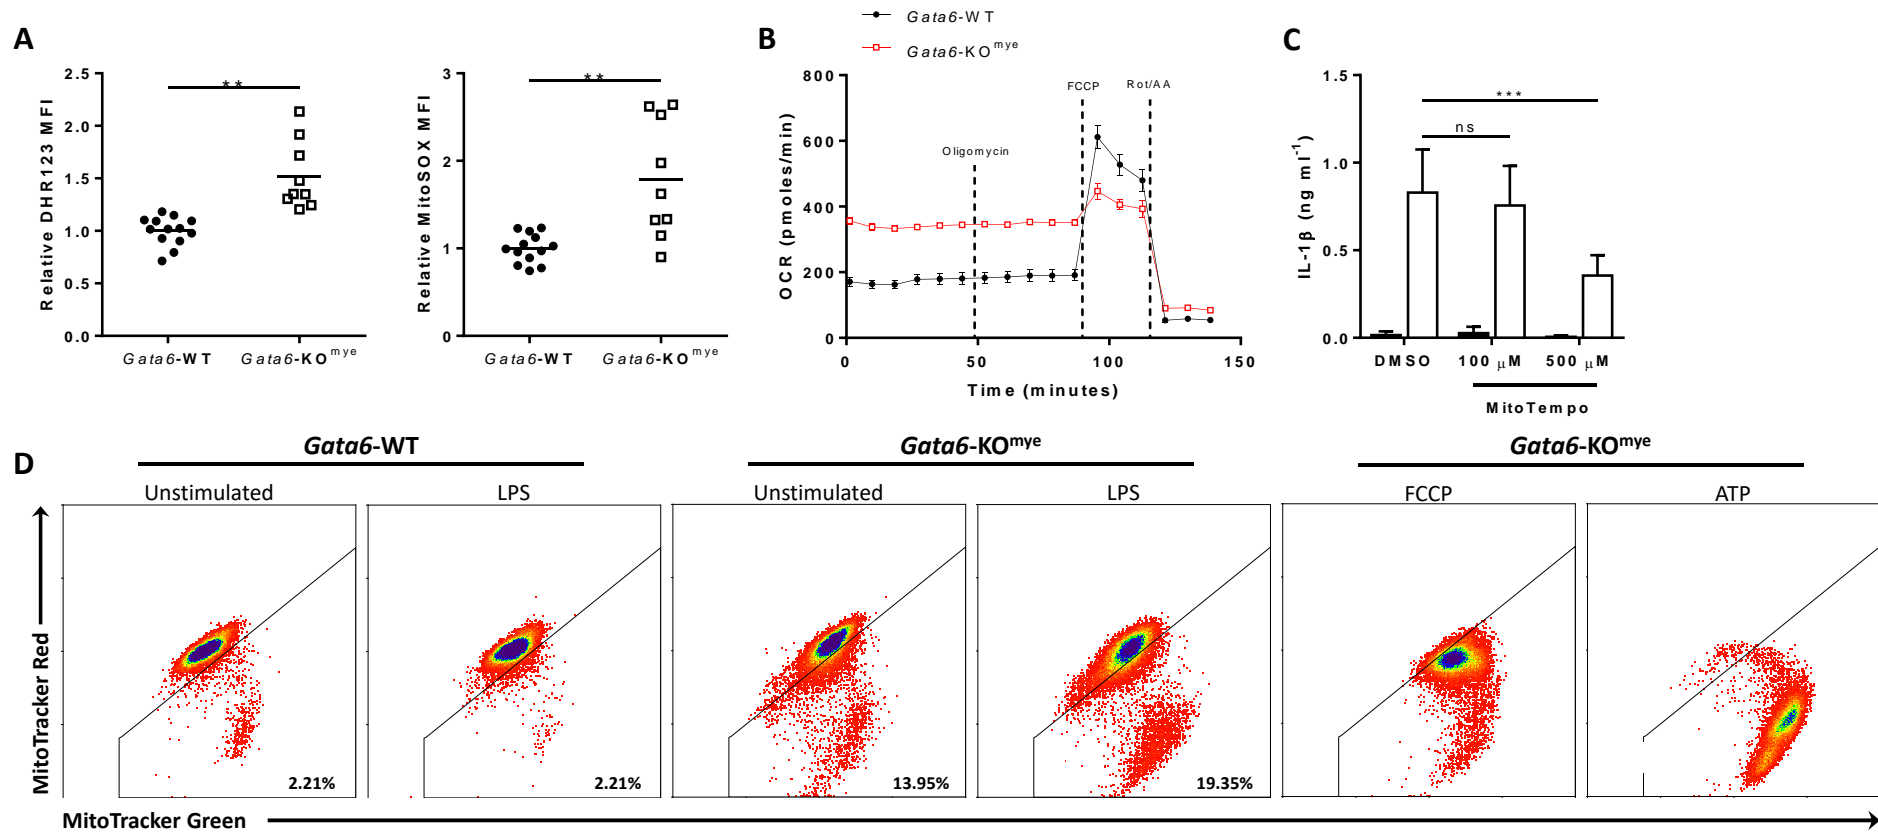 A
Relative DHR123 MFI
2.5
2.0
1.5
1.0
0.5
0.0
**
Gata6-WT
Gata6-KOmye
Relative MitoSOX MFI
3
2
1
0
**
Gata6-WT
Gata6-KOmye
B
Gata6-WT
Gata6-KOmye
OCR (pmoles/min)
800
600
400
200
0
Oligomycin
FCCP
Rot/AA
0
50
100
150
Time (minutes)
C
IL-1β (ng ml-1)
1.5
1.0
0.5
0.0
***
ns
DMSO
100 μM
500 μM
MitoTempo
D
Gata6-WT
Gata6-KOmye
Gata6-KOmye
Unstimulated
LPS
Unstimulated
LPS
FCCP
ATP
MitoTracker Red
2.21%
2.21%
13.95%
19.35%
MitoTracker Green